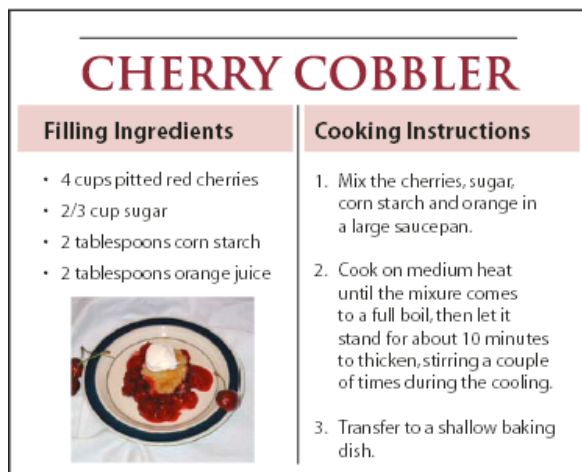 CHERRY COBBLER
Filling Ingredients
• 4 cups pitted red cherries
• 2/3 cup sugar
• 2 tablespoons corn starch
• 2 tablespoons orange juice
Cooking Instructions
1. Mix the cherries, sugar,
corn starch and orange in
a large saucepan.
2. Cook on medium heat
until the mixure comes
to a full boil, then let it
stand for about 10 minutes
to thicken, stirring a couple
of times during the cooling.
3. Transfer to a shallow baking
dish.